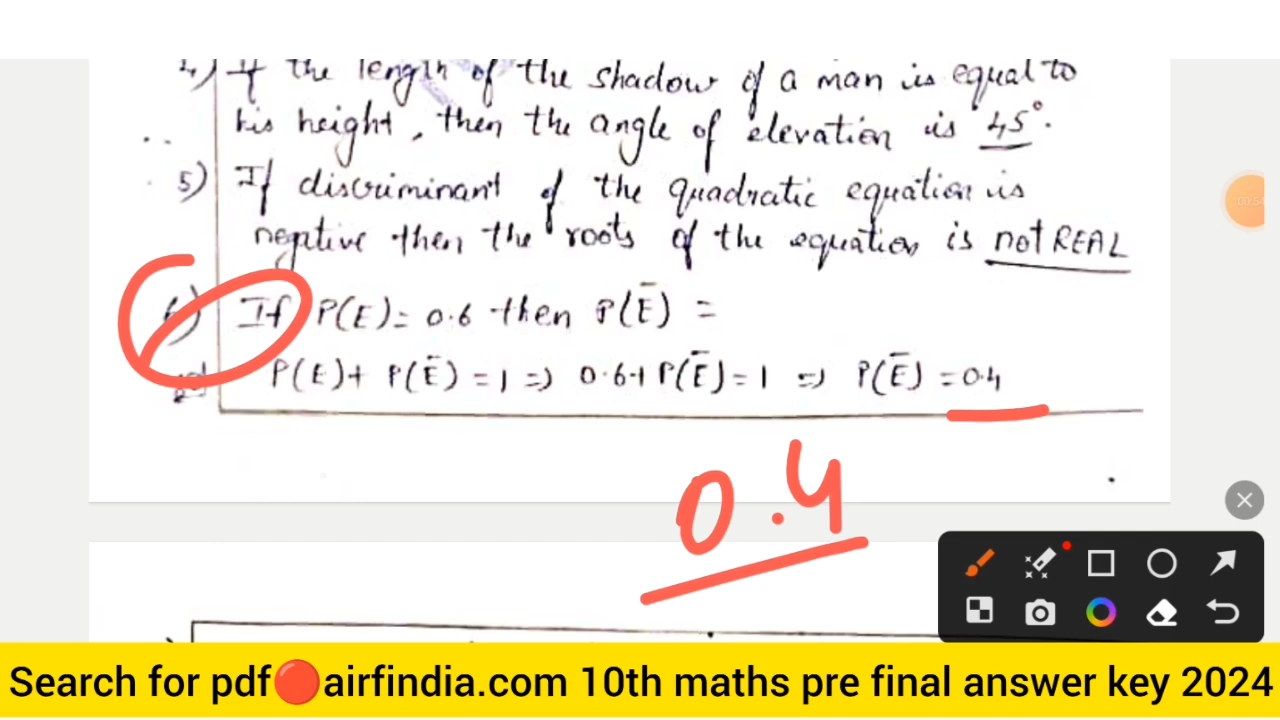 4) If the length of the shadow of a man is equal to
his height, then the angle of elevation is 45°.
5) If discriminant of the quadratic equation is
negative then the roots of the equation is not REAL
6) If P(E) = 0.6 then P(Ē) =
P(E) + P(Ē) = 1 ⇒ 0.6 + P(Ē) = 1 ⇒ P(Ē) = 0.4
0.4
Search for pdf🔴airfindia.com 10th maths pre final answer key 2024